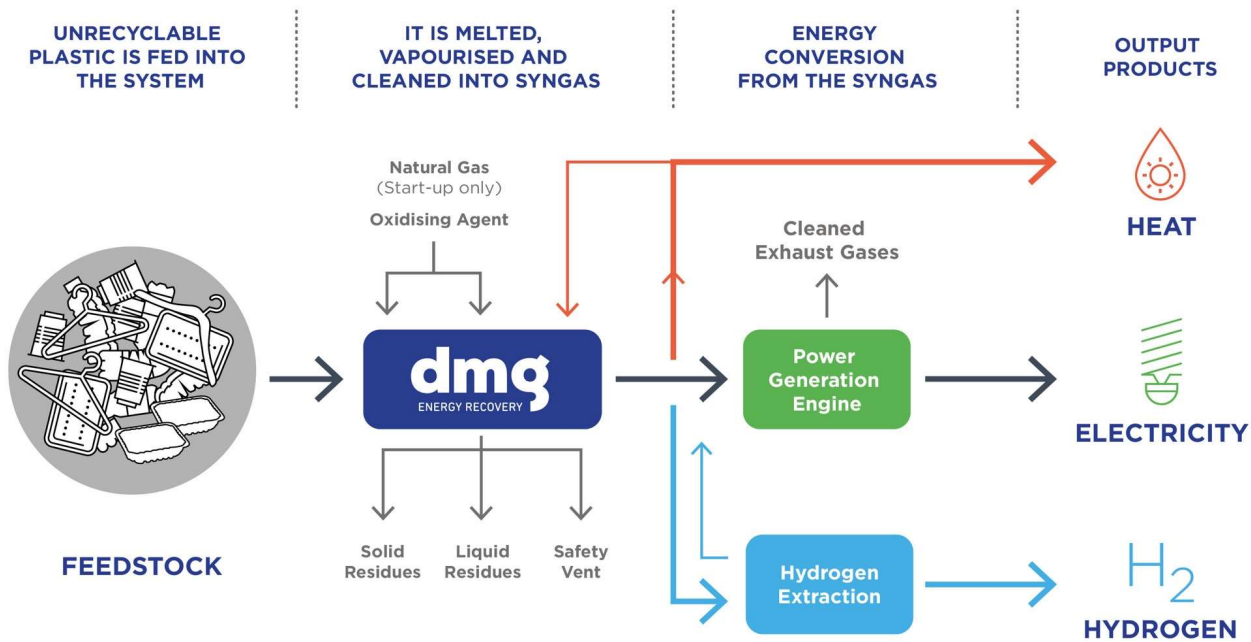 UNRECYCLABLE
PLASTIC IS FED INTO
THE SYSTEM
IT IS MELTED,
VAPOURISED AND
CLEANED INTO SYNGAS
ENERGY
CONVERSION
FROM THE SYNGAS
OUTPUT
PRODUCTS
Natural Gas
(Start-up only)
Oxidising Agent
Cleaned
Exhaust Gases
HEAT
dmg
ENERGY RECOVERY
Power
Generation
Engine
ELECTRICITY
FEEDSTOCK
Solid
Residues
Liquid
Residues
Safety
Vent
Hydrogen
Extraction
H2
HYDROGEN